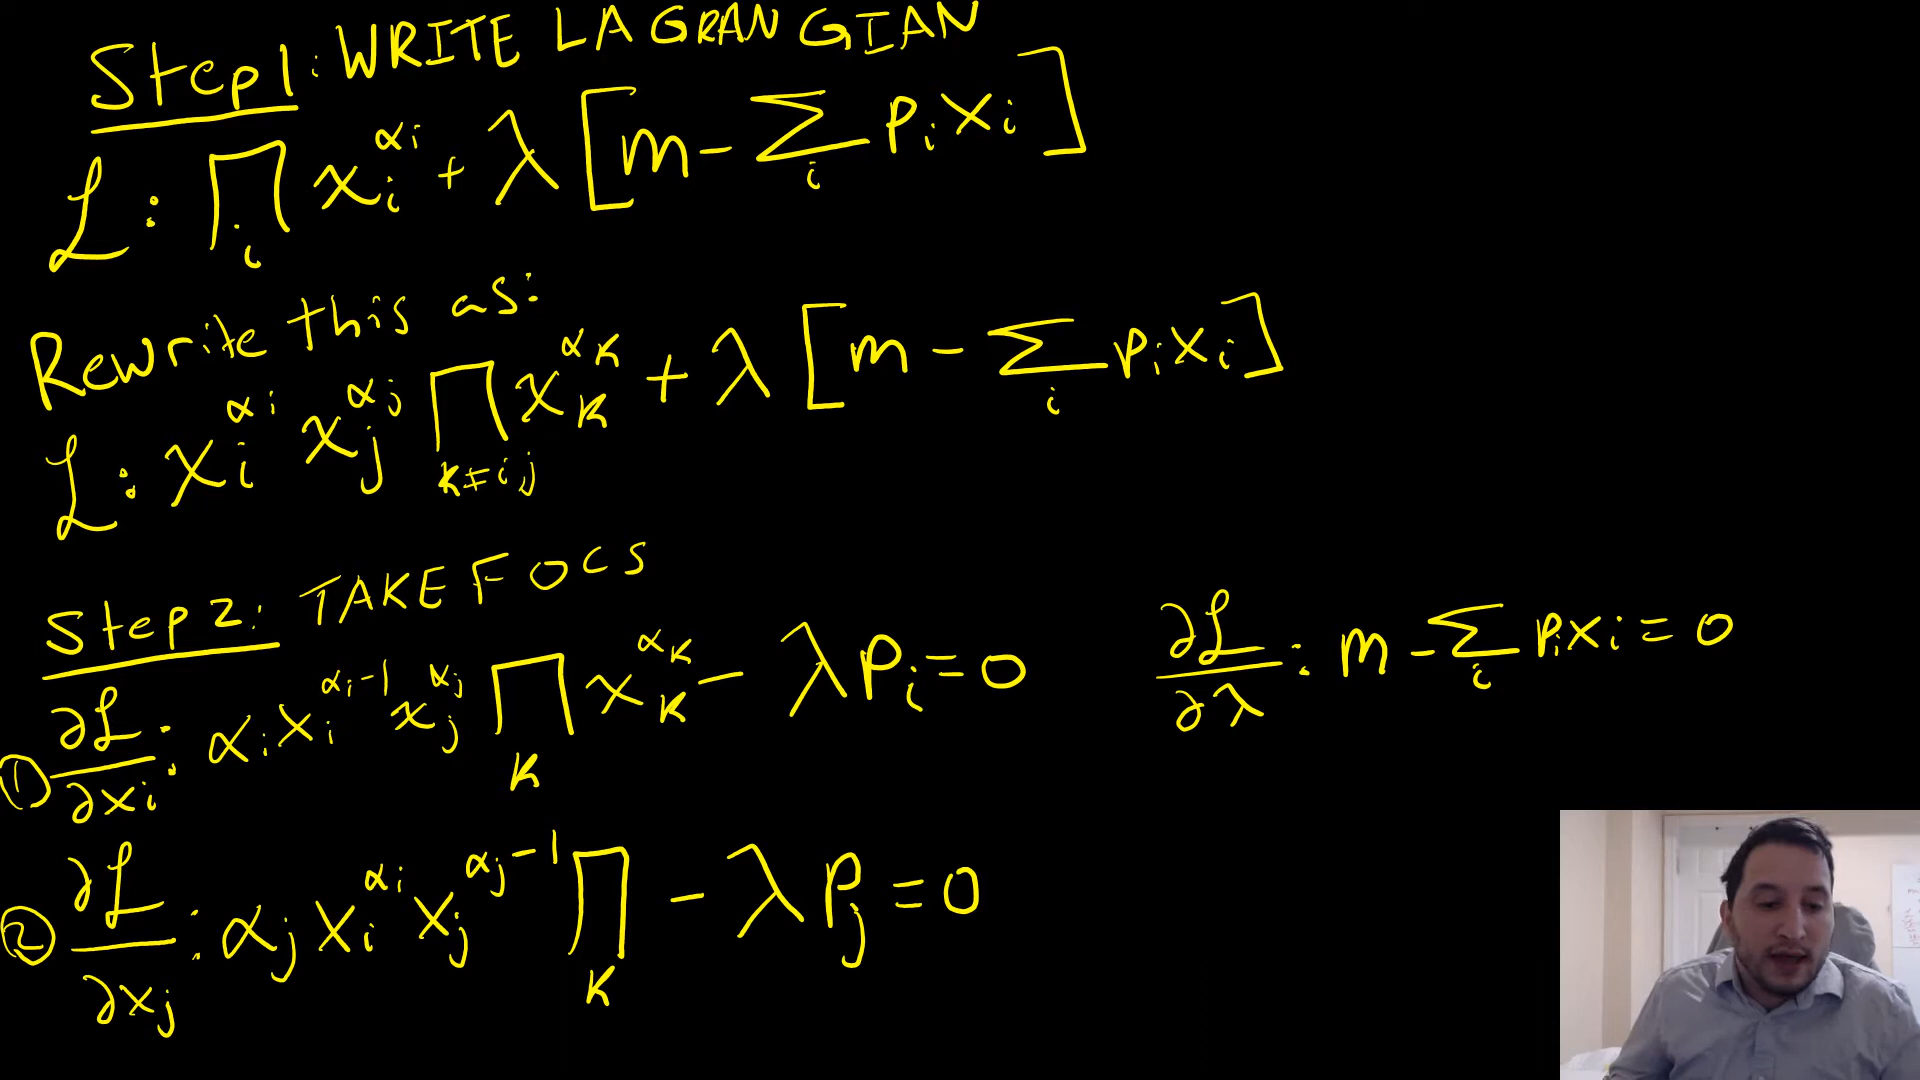 Step 1: WRITE LAGRANGIAN
ℒ: ∏_i x_i^{α_i} + λ [m - ∑_i p_i x_i]
Rewrite this as:
ℒ: x_i^{α_i} x_j^{α_j} ∏_{K≠i,j} x_K^{α_K} + λ [m - ∑_i p_i x_i]
Step 2: TAKE FOCS
① ∂ℒ/∂x_i : α_i x_i^{α_i-1} x_j^{α_j} ∏_K x_K^{α_K} - λ p_i = 0
∂ℒ/∂λ : m - ∑_i p_i x_i = 0
② ∂ℒ/∂x_j : α_j x_i^{α_i} x_j^{α_j-1} ∏_K - λ p_j = 0